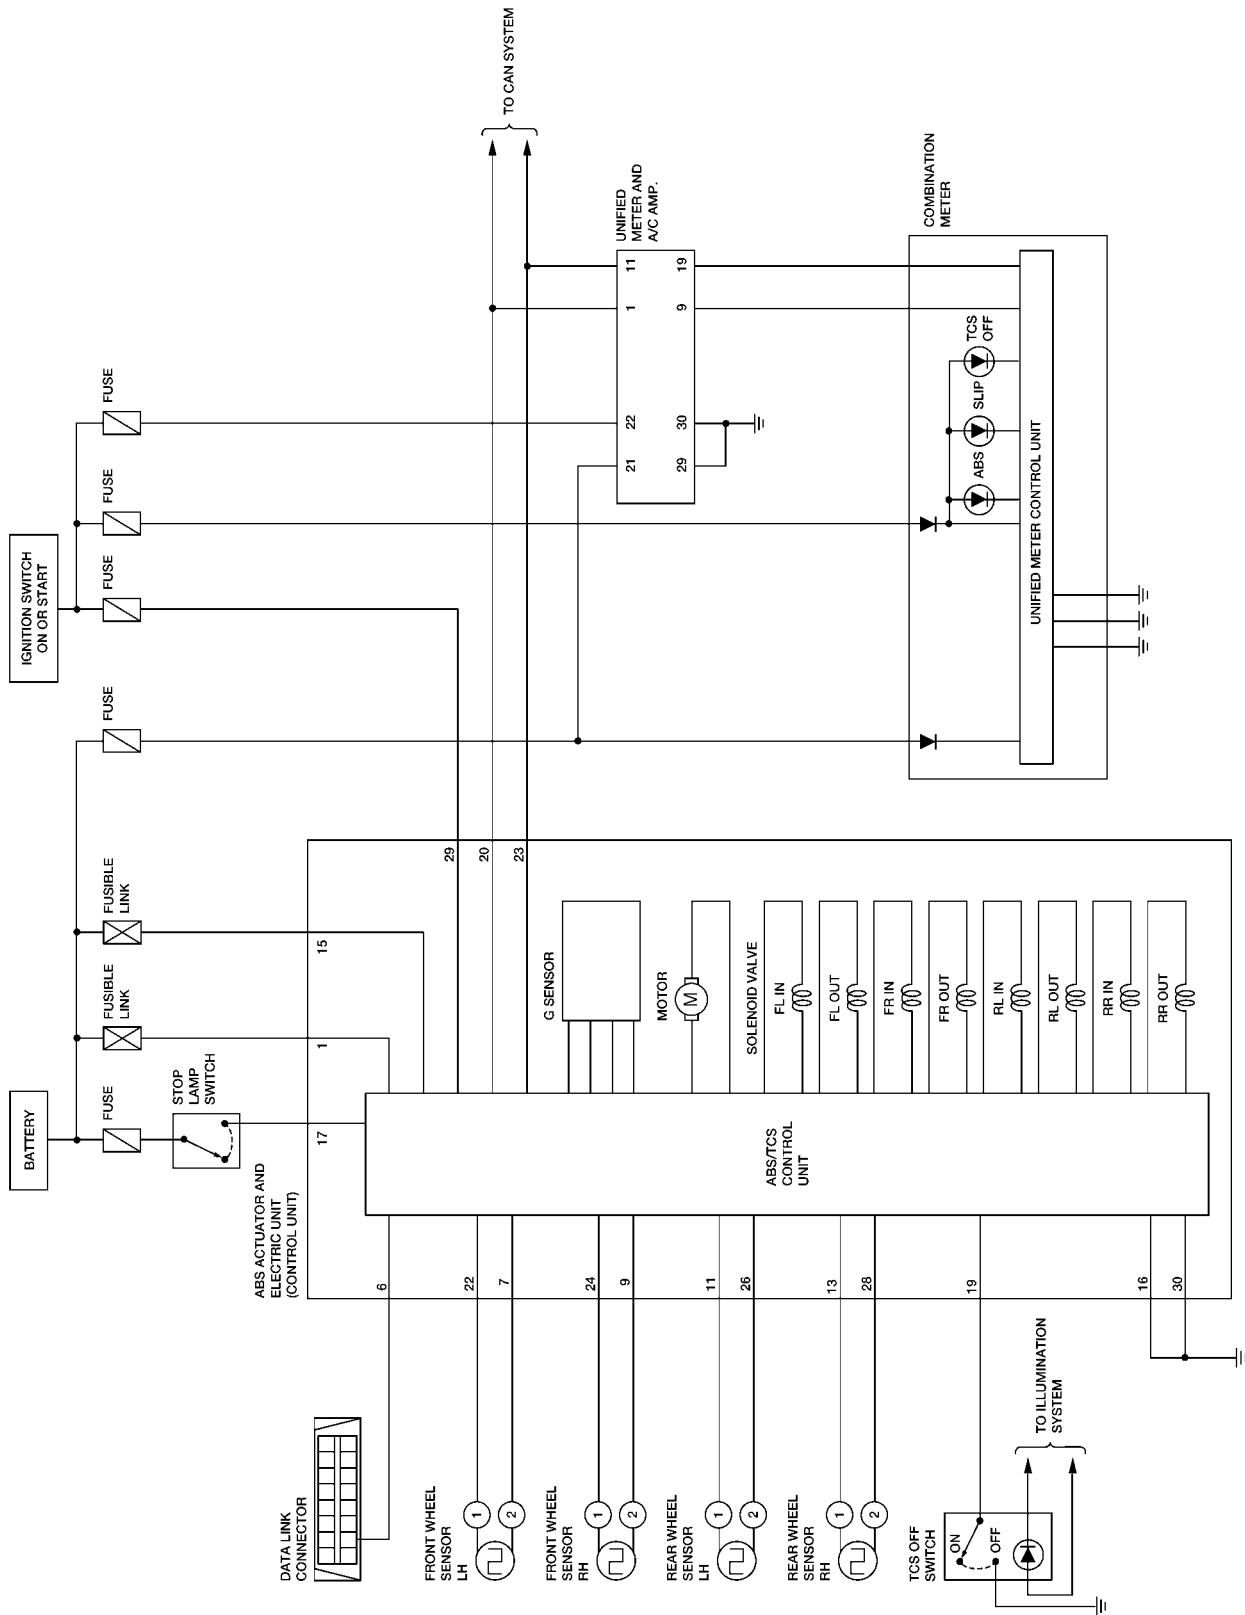 BATTERY
IGNITION SWITCH
ON OR START
FUSE
FUSIBLE
LINK
FUSIBLE
LINK
FUSE
FUSE
FUSE
FUSE
STOP
LAMP
SWITCH
TO CAN SYSTEM
ABS ACTUATOR AND
ELECTRIC UNIT
(CONTROL UNIT)
17
1
15
29
20
23
UNIFIED
METER AND
A/C AMP.
21
22
1
11
29
30
9
19
COMBINATION
METER
ABS
SLIP
TCS
OFF
UNIFIED METER CONTROL UNIT
G SENSOR
MOTOR
M
SOLENOID VALVE
FL IN
FL OUT
FR IN
FR OUT
RL IN
RL OUT
RR IN
RR OUT
ABS/TCS
CONTROL
UNIT
6
22
7
24
9
11
26
13
28
19
16
30
DATA LINK
CONNECTOR
FRONT WHEEL
SENSOR
LH
1
2
FRONT WHEEL
SENSOR
RH
1
2
REAR WHEEL
SENSOR
LH
1
2
REAR WHEEL
SENSOR
RH
1
2
TCS OFF
SWITCH
ON
OFF
TO ILLUMINATION
SYSTEM